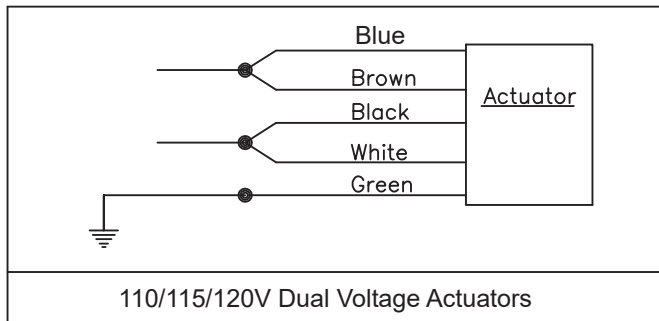 Blue
Brown
Actuator
Black
White
Green
110/115/120V Dual Voltage Actuators